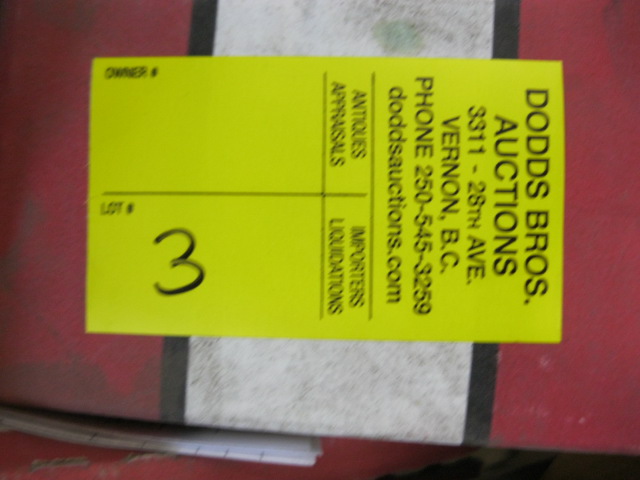 DODDS BROS.
AUCTIONS
3311 - 28TH AVE.
VERNON, B.C.
PHONE 250-545-3259
doddsauctions.com
ANTIQUES IMPORTERS
APPRAISALS LIQUIDATIONS
OWNER # LOT #
3